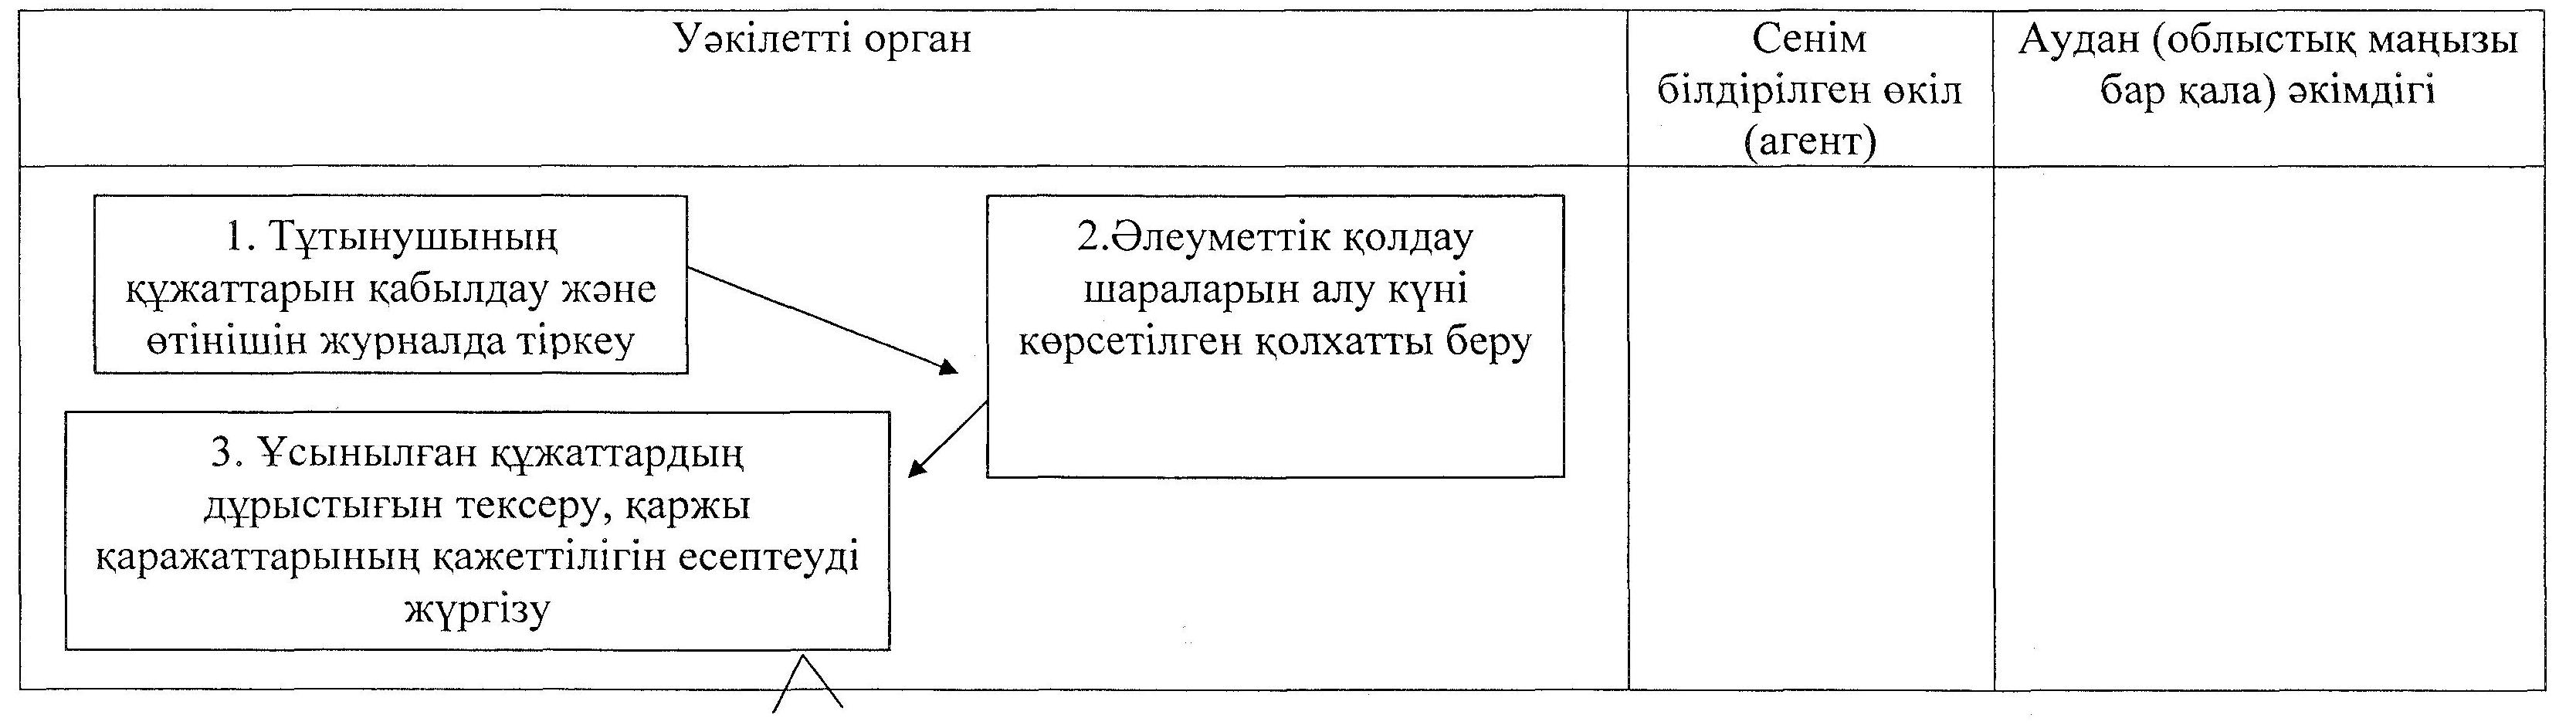 Уәкілетті орган
Сенім
білдірілген өкіл
(агент)
Аудан (облыстық маңызы
бар қала) әкімдігі
1. Тұтынушының
құжаттарын қабылдау және
өтінішін журналда тіркеу
2.Әлеуметтік қолдау
шараларын алу күні
көрсетілген қолхатты беру
3. Ұсынылған құжаттардың
дұрыстығын тексеру, қаржы
қаражаттарының қажеттілігін есептеуді
жүргізу